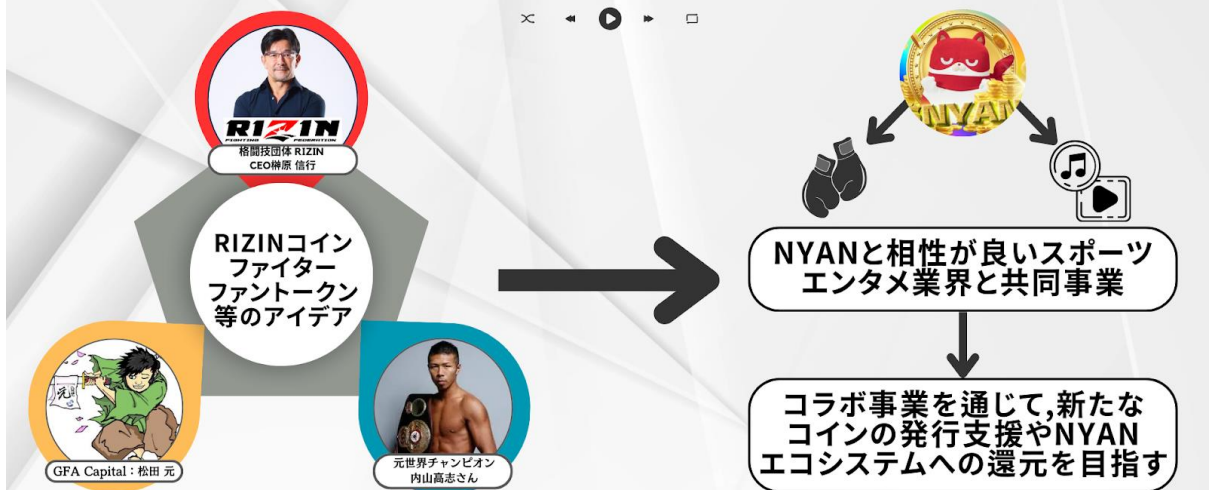 RIZIN
FIGHTING FEDERATION
格闘技団体 RIZIN
CEO榊原 信行
RIZINコイン
ファイター
ファントークン
等のアイデア
元
GFA Capital：松田 元
元世界チャンピオン
内山高志さん
NYAN
NYANと相性が良いスポーツ
エンタメ業界と共同事業
コラボ事業を通じて,新たな
コインの発行支援やNYAN
エコシステムへの還元を目指す